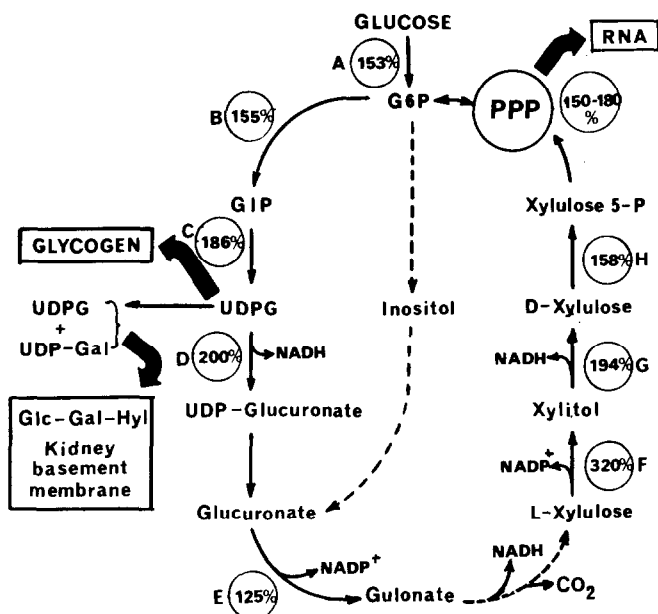 GLUCOSE
RNA
A 153%
G6P
PPP
150-180
%
B 155%
G1P
Xylulose 5-P
C 186%
GLYCOGEN
158% H
UDPG
+
UDP-Gal
UDPG
Inositol
D-Xylulose
D 200%
NADH
NADH
194% G
UDP-Glucuronate
Xylitol
Glc-Gal-Hyl
Kidney
basement
membrane
NADP+
320% F
Glucuronate
L-Xylulose
NADP+
NADH
E 125%
Gulonate
CO2